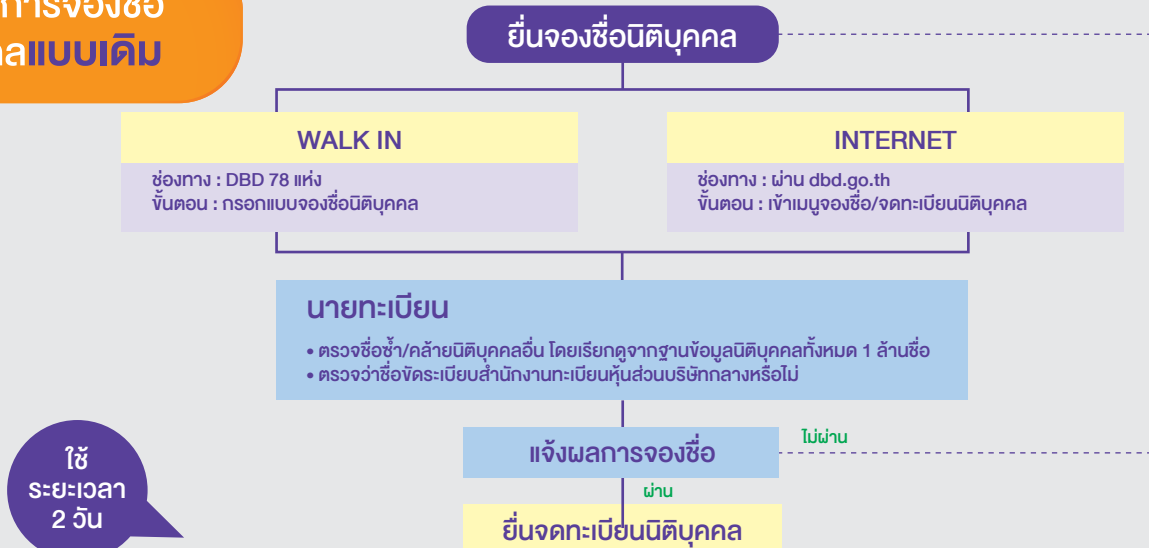 การจองชื่อ
แบบเดิม
ยื่นจองชื่อนิติบุคคล
WALK IN
ช่องทาง : DBD 78 แห่ง
ขั้นตอน : กรอกแบบจองชื่อนิติบุคคล
INTERNET
ช่องทาง : ผ่าน dbd.go.th
ขั้นตอน : เข้าเมนูจองชื่อ/จดทะเบียนนิติบุคคล
นายทะเบียน
• ตรวจชื่อซ้ำ/คล้ายนิติบุคคลอื่น โดยเรียกดูจากฐานข้อมูลนิติบุคคลทั้งหมด 1 ล้านชื่อ
• ตรวจว่าชื่อขัดระเบียบสำนักงานทะเบียนหุ้นส่วนบริษัทกลางหรือไม่
แจ้งผลการจองชื่อ
ไม่ผ่าน
ผ่าน
ยื่นจดทะเบียนนิติบุคคล
ใช้
ระยะเวลา
2 วัน